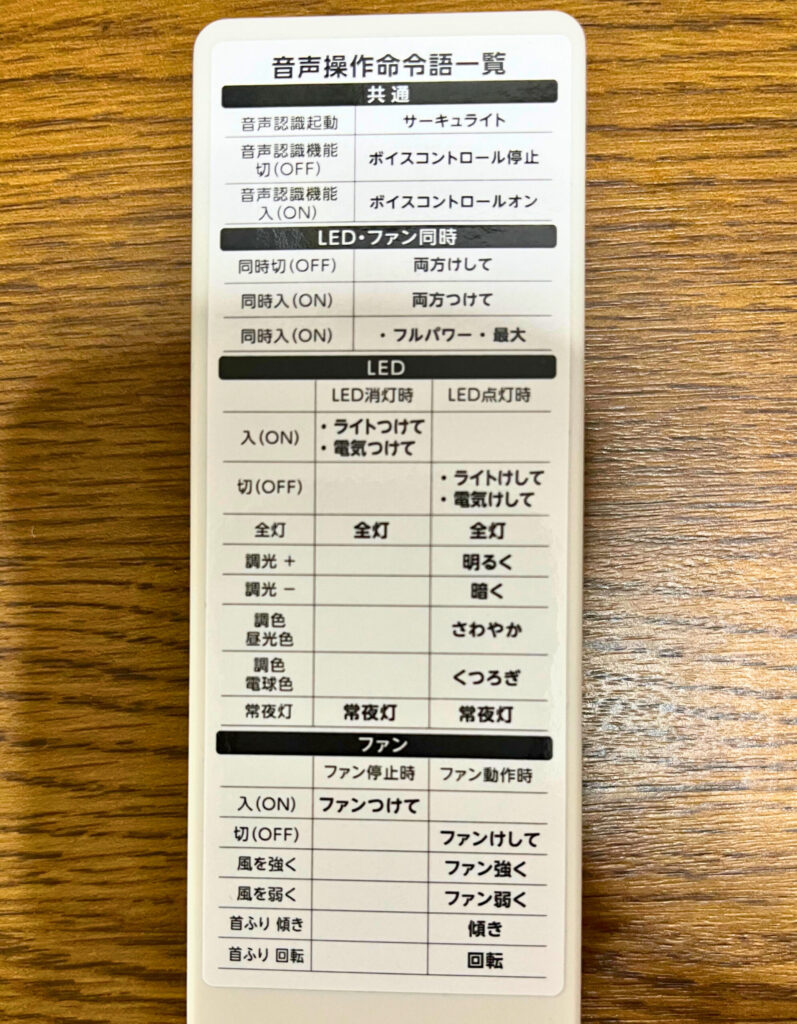 音声操作命令語一覧
共通
音声認識起動 サーキュライト
音声認識機能
切(OFF) ボイスコントロール停止
音声認識機能
入(ON) ボイスコントロールオン
LED・ファン同時
同時切(OFF) 両方けして
同時入(ON) 両方つけて
同時入(ON) ・フルパワー・最大
LED
LED消灯時 LED点灯時
入(ON) ・ライトつけて
・電気つけて
切(OFF) ・ライトけして
・電気けして
全灯 全灯 全灯
調光 + 明るく
調光 − 暗く
調色
昼光色 さわやか
調色
電球色 くつろぎ
常夜灯 常夜灯 常夜灯
ファン
ファン停止時 ファン動作時
入(ON) ファンつけて
切(OFF) ファンけして
風を強く ファン強く
風を弱く ファン弱く
首ふり 傾き 傾き
首ふり 回転 回転